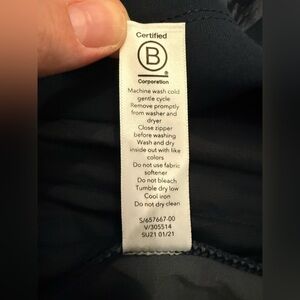 Certified
B
®
Corporation
Machine wash cold
gentle cycle
Remove promptly
from washer and
dryer
Close zipper
before washing
Wash and dry
inside out with like
colors
Do not use fabric
softener
Do not bleach
Tumble dry low
Cool iron
Do not dry clean
S/657667-00
V/305514
SU21 01/21